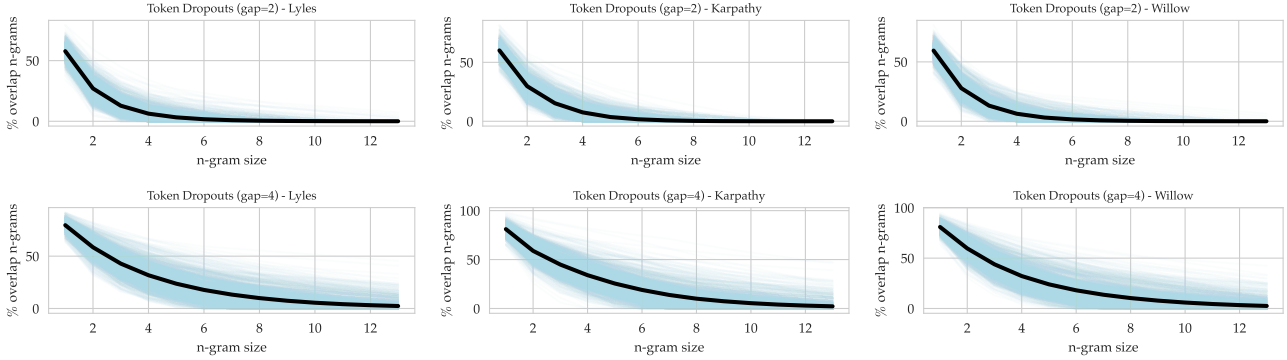 Token Dropouts (gap=2) - Lyles
% overlap n-grams
50
0
2 4 6 8 10 12
n-gram size
Token Dropouts (gap=2) - Karpathy
% overlap n-grams
50
0
2 4 6 8 10 12
n-gram size
Token Dropouts (gap=2) - Willow
% overlap n-grams
50
0
2 4 6 8 10 12
n-gram size
Token Dropouts (gap=4) - Lyles
% overlap n-grams
50
0
2 4 6 8 10 12
n-gram size
Token Dropouts (gap=4) - Karpathy
% overlap n-grams
100
50
0
2 4 6 8 10 12
n-gram size
Token Dropouts (gap=4) - Willow
% overlap n-grams
100
50
0
2 4 6 8 10 12
n-gram size